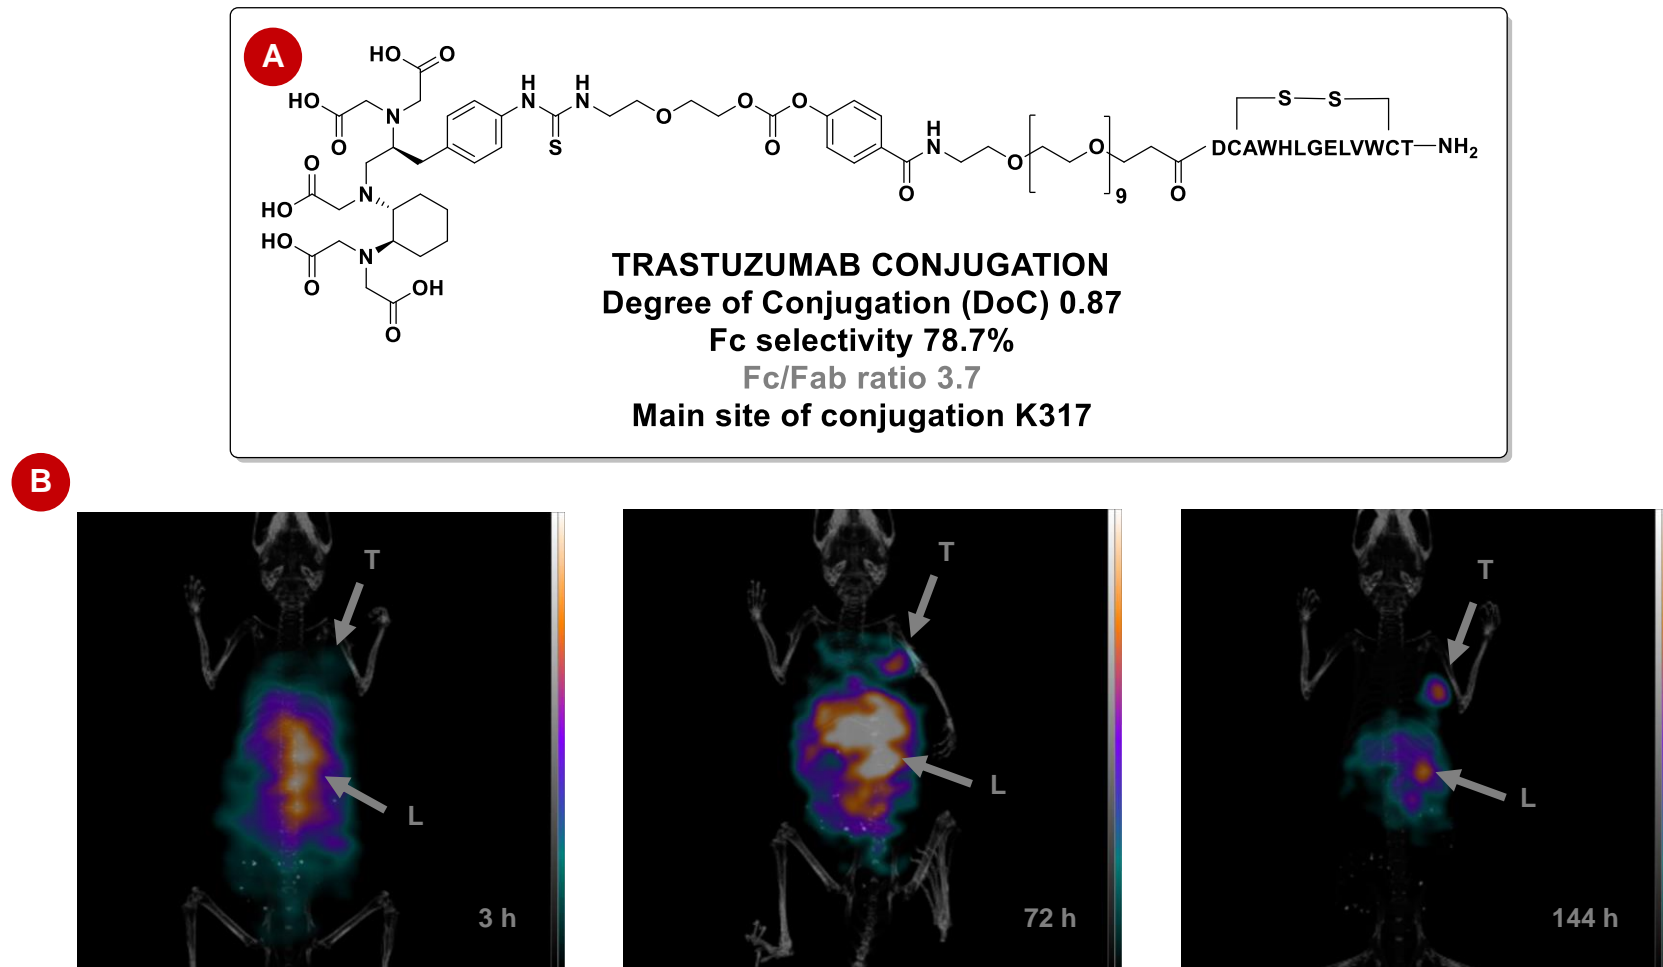 A
HO O
HO O N
O HO N
HO O N
O OH
H N H N S O O O O
O H N O O O 9 O
S S
DCAWHLGELVWCT NH2
TRASTUZUMAB CONJUGATION
Degree of Conjugation (DoC) 0.87
Fc selectivity 78.7%
Fc/Fab ratio 3.7
Main site of conjugation K317
B
T
L
3 h
T
L
72 h
T
L
144 h